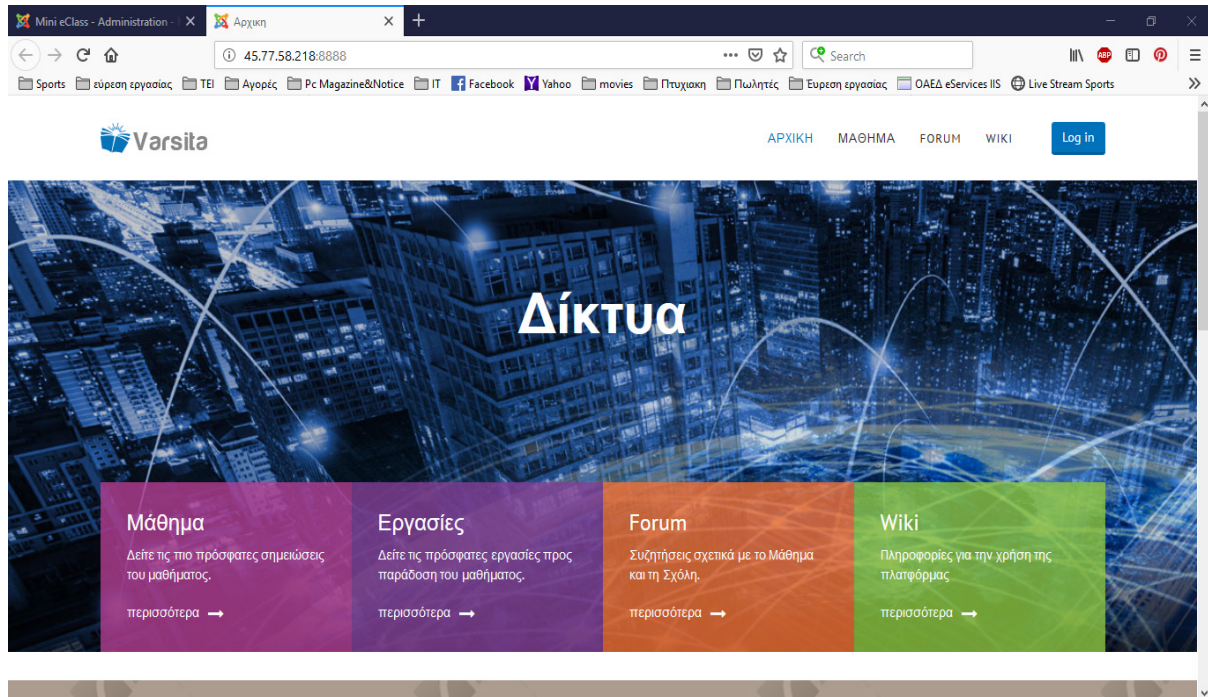 Mini eClass - Administration -
Αρχικη
45.77.58.218:8888
Search
ABP
Sports εύρεση εργασίας TEI Αγορές Pc Magazine&Notice IT Facebook Yahoo movies Πτυχιακη Πωλητές Έυρεση εργασίας ΟΑΕΔ eServices IIS Live Stream Sports
Varsita
ΑΡΧΙΚΗ ΜΑΘΗΜΑ FORUM WIKI Log in
Δίκτυα
Μάθημα
Δείτε τις πιο πρόσφατες σημειώσεις
του μαθήματος.
περισσότερα
Εργασίες
Δείτε τις πρόσφατες εργασίες προς
παράδοση του μαθήματος.
περισσότερα
Forum
Συζητήσεις σχετικά με το Μάθημα
και τη Σχόλη.
περισσότερα
Wiki
Πληροφορίες για την χρήση της
πλατφόρμας
περισσότερα